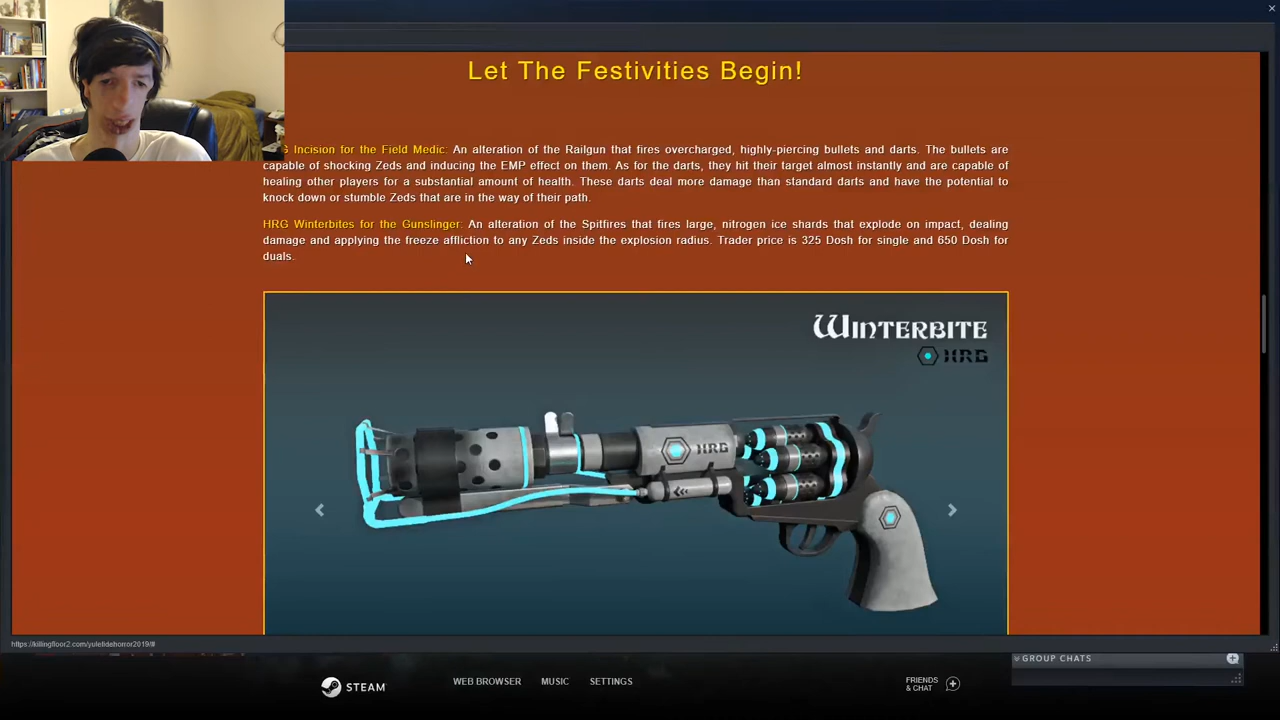 Let The Festivities Begin!
Incision for the Field Medic: An alteration of the Railgun that fires overcharged, highly-piercing bullets and darts. The bullets are
capable of shocking Zeds and inducing the EMP effect on them. As for the darts, they hit their target almost instantly and are capable of
healing other players for a substantial amount of health. These darts deal more damage than standard darts and have the potential to
knock down or stumble Zeds that are in the way of their path.
HRG Winterbites for the Gunslinger: An alteration of the Spitfires that fires large, nitrogen ice shards that explode on impact, dealing
damage and applying the freeze affliction to any Zeds inside the explosion radius. Trader price is 325 Dosh for single and 650 Dosh for
duals.
WINTERBITE
HRG
HRG
https://killingfloor2.com/yuletidehorror2019/#
GROUP CHATS
STEAM
WEB BROWSER
MUSIC
SETTINGS
FRIENDS
& CHAT